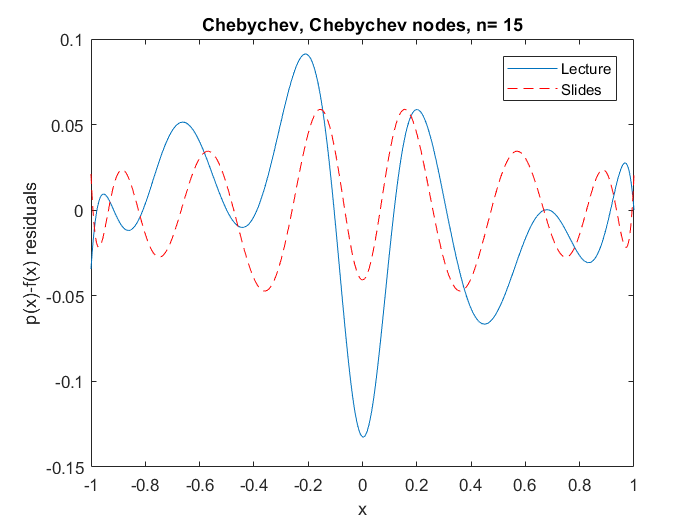 Chebychev, Chebychev nodes, n= 15
Lecture
Slides
p(x)-f(x) residuals
0.1
0.05
0
-0.05
-0.1
-0.15
-1 -0.8 -0.6 -0.4 -0.2 0 0.2 0.4 0.6 0.8 1
x